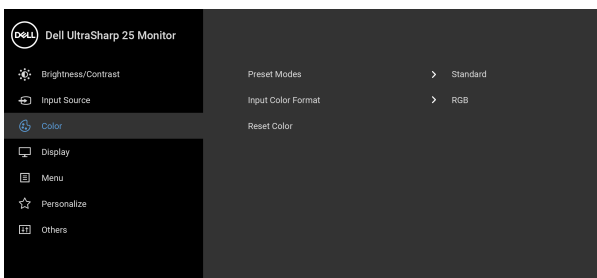 DELL Dell UltraSharp 25 Monitor
Brightness/Contrast Preset Modes > Standard
Input Source Input Color Format > RGB
Color Reset Color
Display
Menu
Personalize
Others